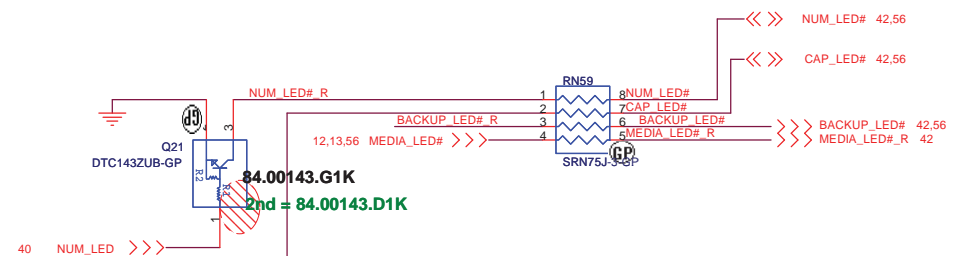 NUM_LED# 42,56
CAP_LED# 42,56
RN59
NUM_LED#_R 1 8 NUM_LED#
2 7 CAP_LED#
BACKUP_LED#_R 3 6 BACKUP_LED# BACKUP_LED# 42,56
12,13,56 MEDIA_LED# 4 5 MEDIA_LED#_R MEDIA_LED#_R 42
GP
3
Q21
DTC143ZUB-GP
SRN75J-3-GP
GP
R2
R1
84.00143.G1K
2nd = 84.00143.D1K
1
40 NUM_LED